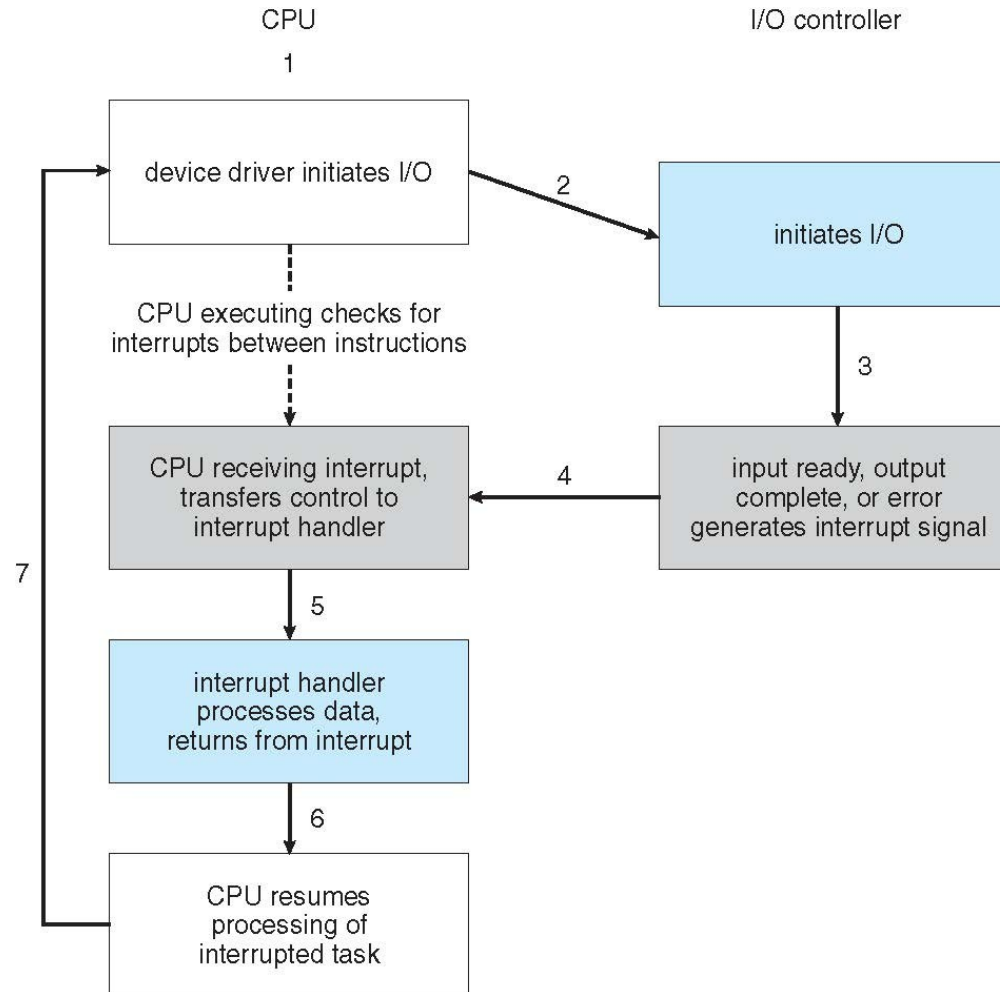 CPU
I/O controller
1
device driver initiates I/O
2
initiates I/O
CPU executing checks for
interrupts between instructions
3
CPU receiving interrupt,
transfers control to
interrupt handler
4
input ready, output
complete, or error
generates interrupt signal
7
5
interrupt handler
processes data,
returns from interrupt
6
CPU resumes
processing of
interrupted task